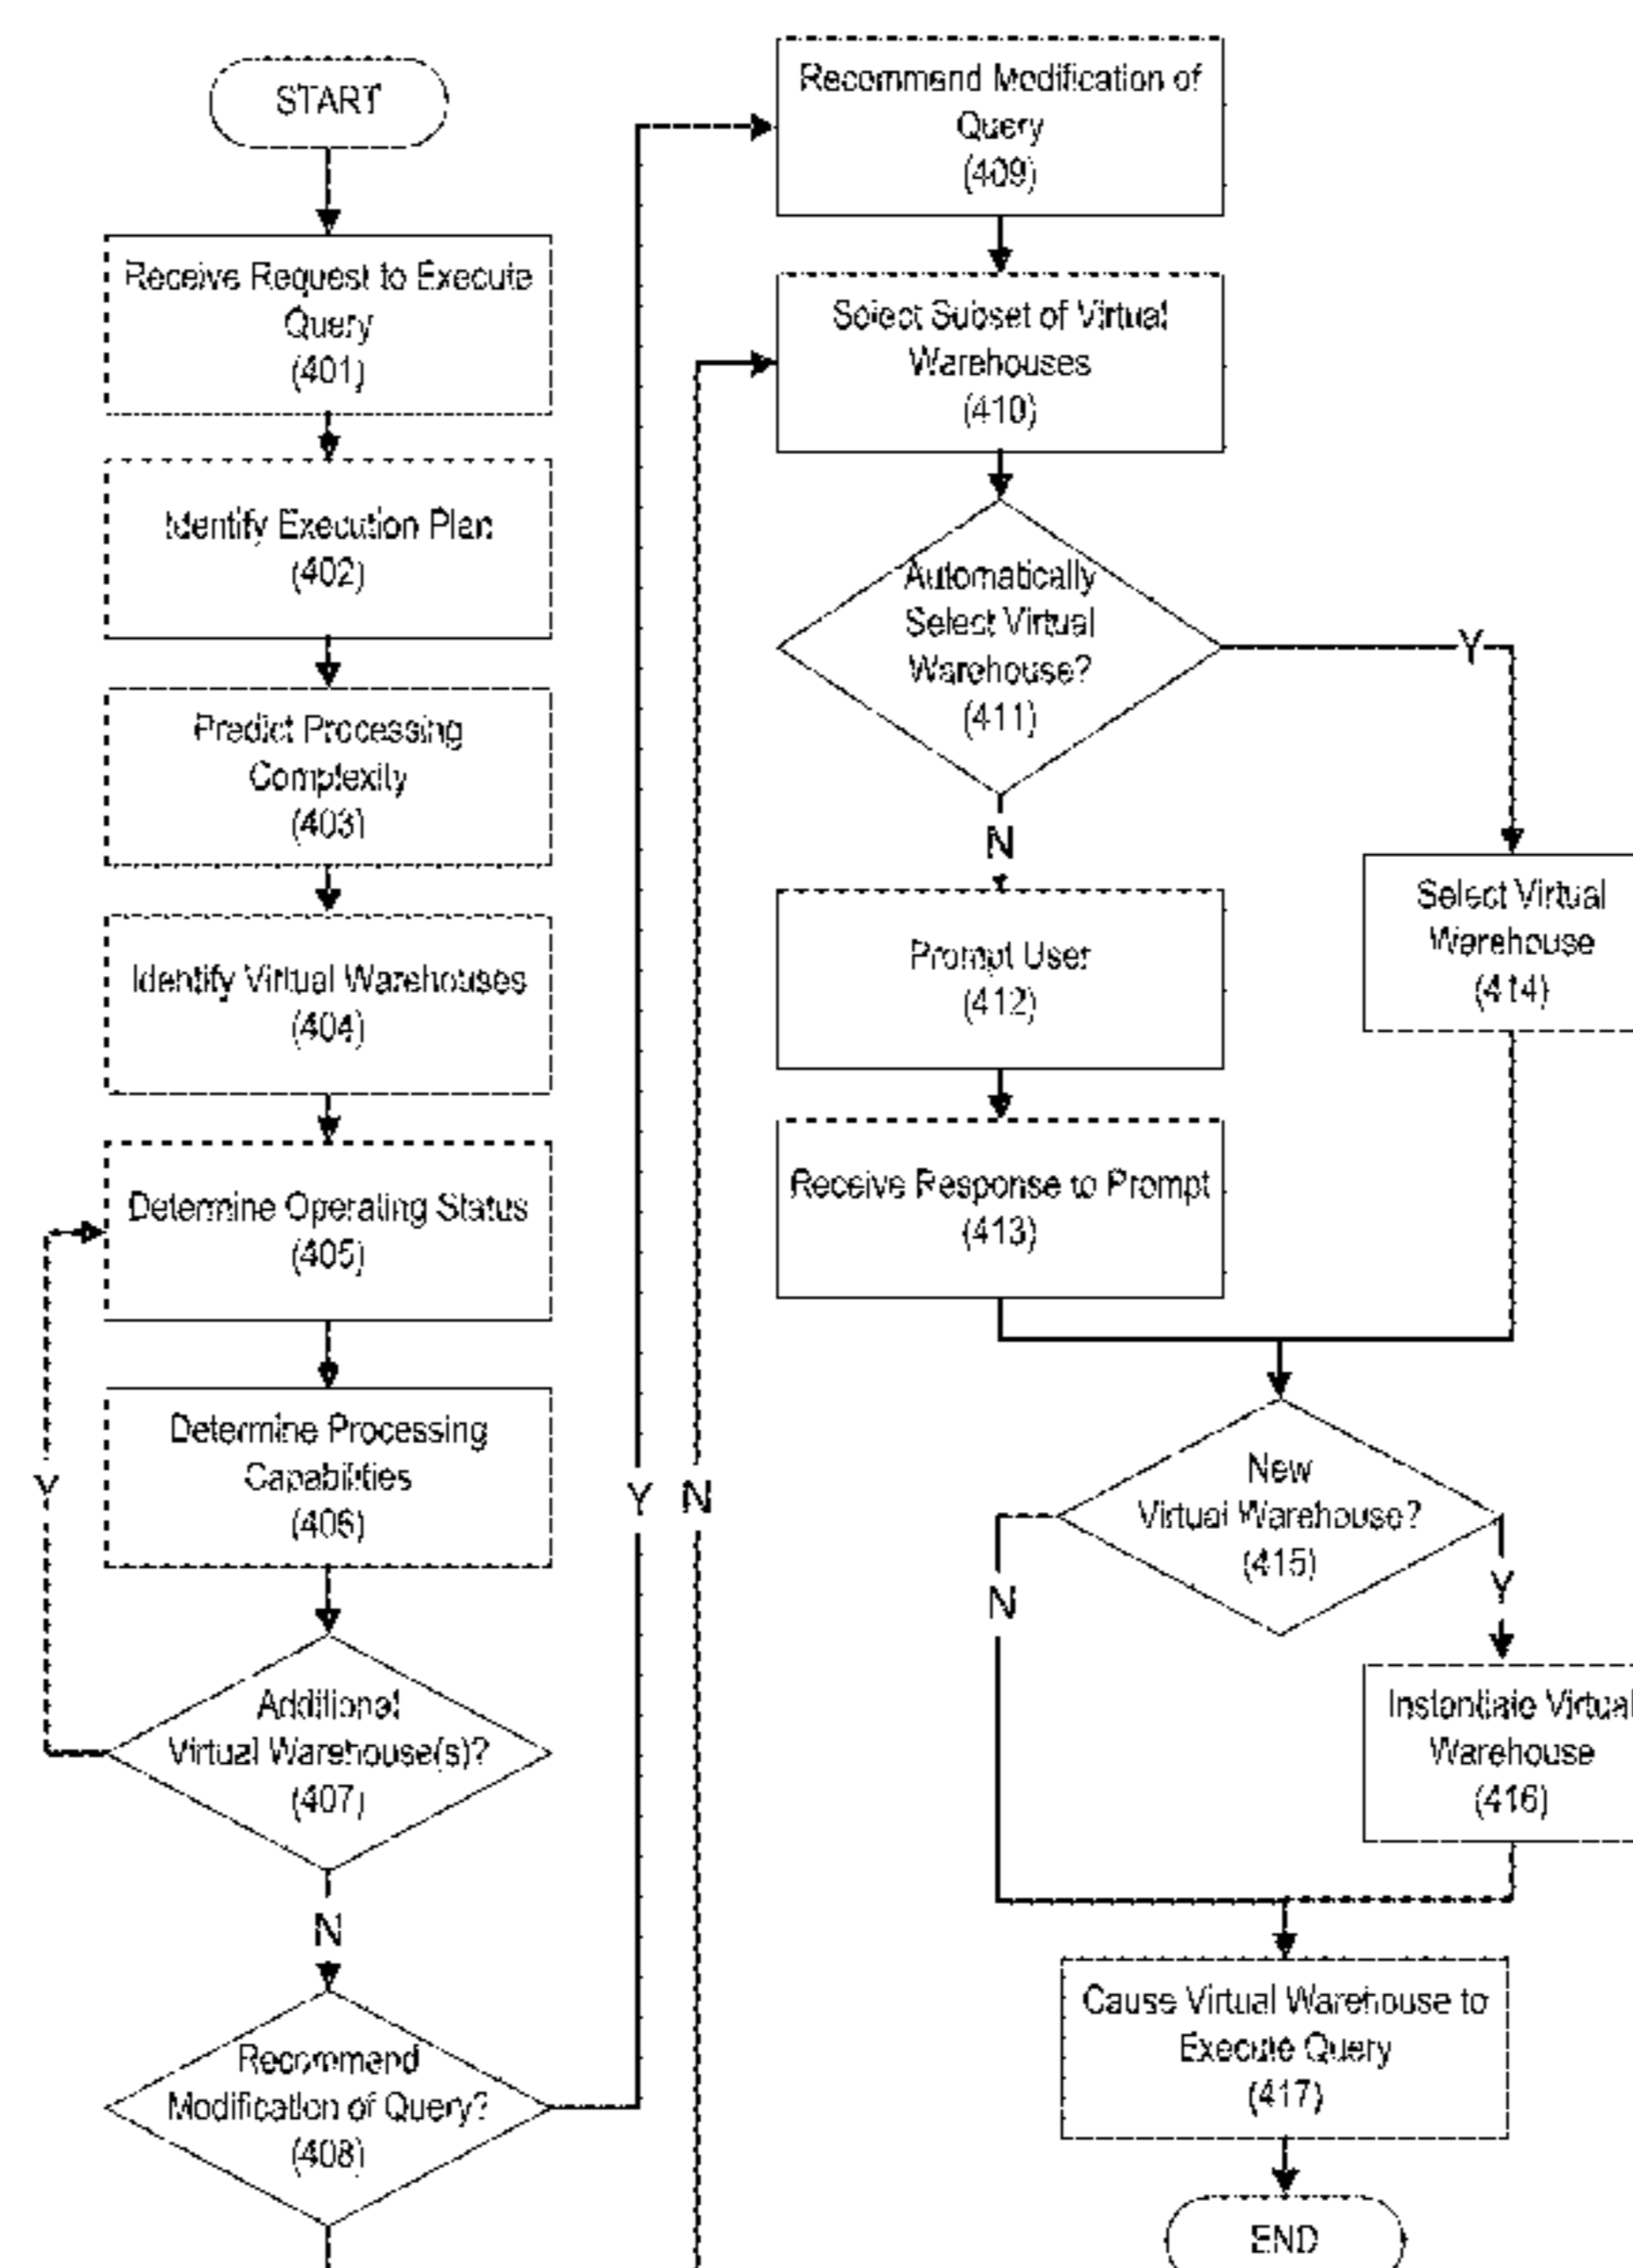 START
Receive Request to Execute
Query
(401)
Identify Execution Plan
(402)
Predict Processing
Complexity
(403)
Identify Virtual Warehouses
(404)
Determine Operating Status
(405)
Y
Determine Processing
Capabilities
(406)
Additional
Virtual Warehouse(s)?
(407)
N
Recommend
Modification of Query?
(408)
Y
N
Recommend Modification of
Query
(409)
Select Subset of Virtual
Warehouses
(410)
Automatically
Select Virtual
Warehouse?
(411)
Y
N
Prompt User
(412)
Select Virtual
Warehouse
(414)
Receive Response to Prompt
(413)
New
Virtual Warehouse?
(415)
N
Y
Instantiate Virtual
Warehouse
(416)
Cause Virtual Warehouse to
Execute Query
(417)
END